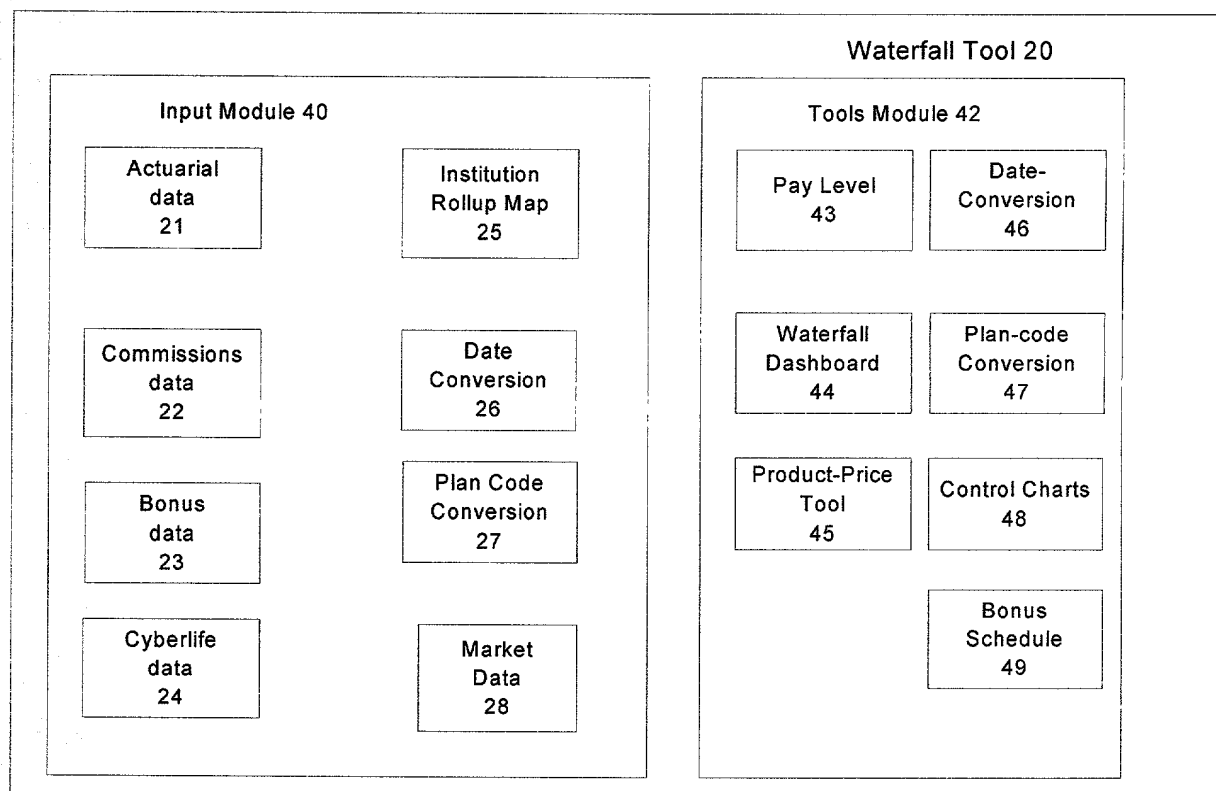 Waterfall Tool 20
Input Module 40
Actuarial
data
21
Institution
Rollup Map
25
Commissions
data
22
Date
Conversion
26
Bonus
data
23
Plan Code
Conversion
27
Cyberlife
data
24
Market
Data
28
Tools Module 42
Pay Level
43
Date-
Conversion
46
Waterfall
Dashboard
44
Plan-code
Conversion
47
Product-Price
Tool
45
Control Charts
48
Bonus
Schedule
49